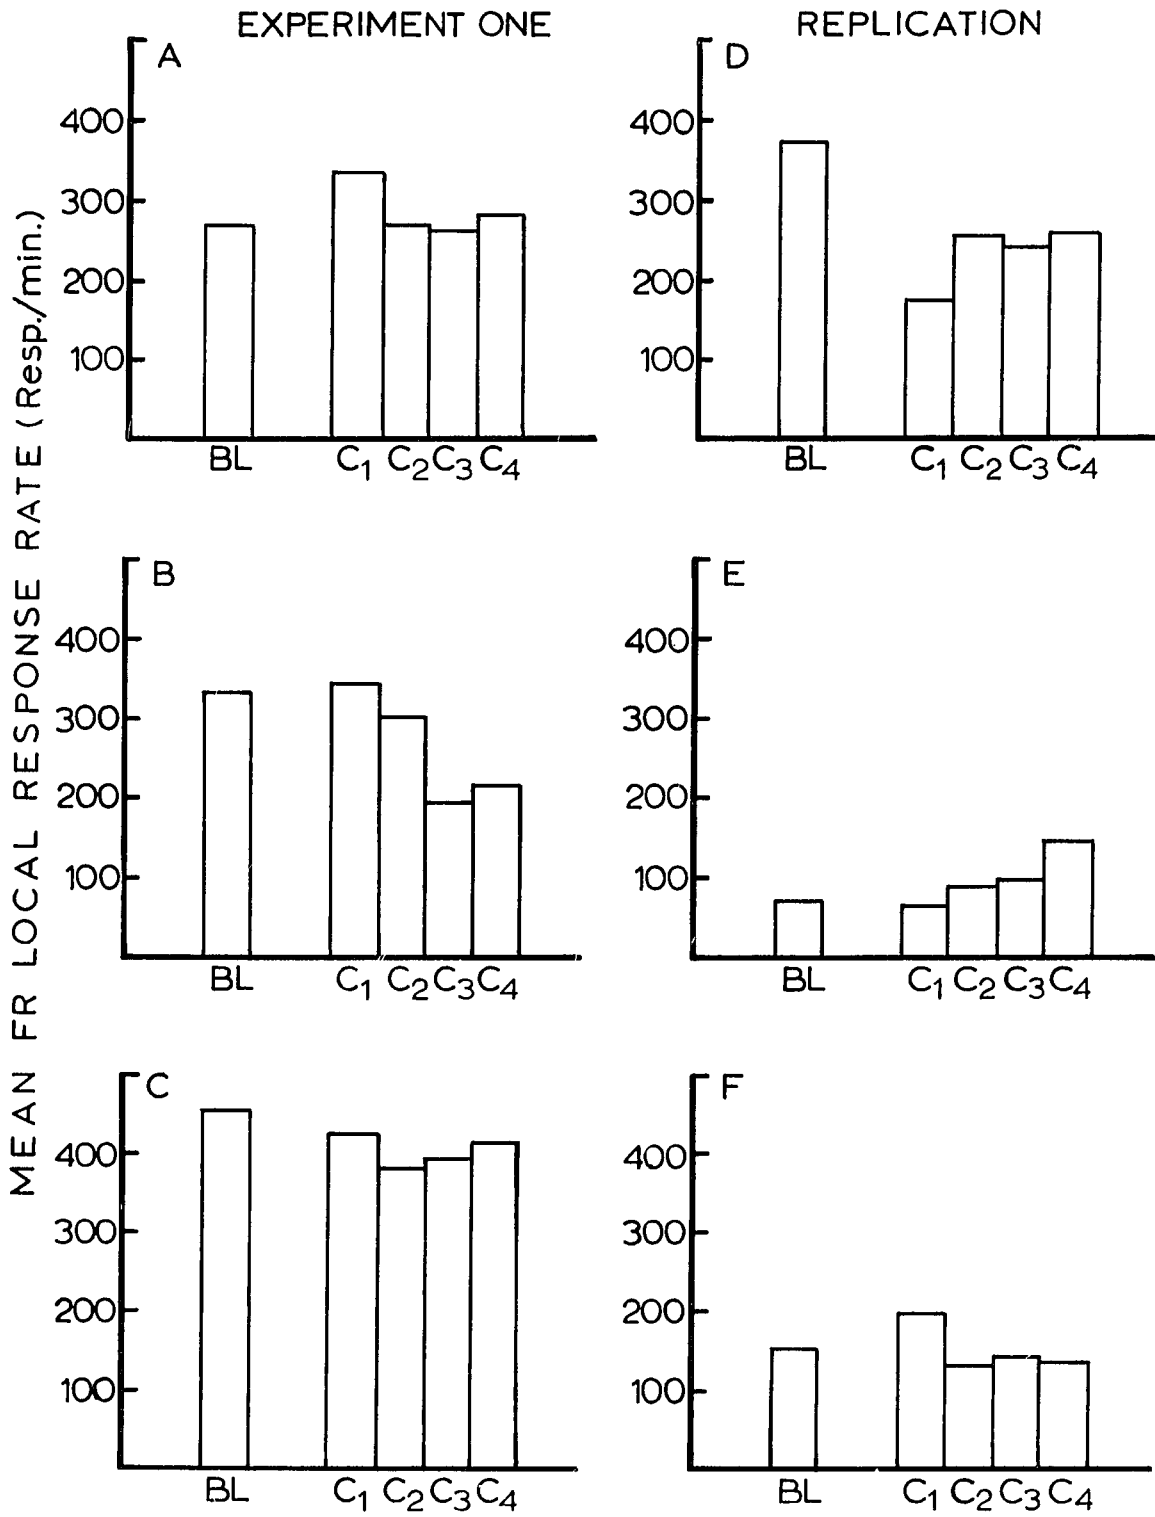 EXPERIMENT ONE
REPLICATION
MEAN FR LOCAL RESPONSE RATE (Resp./min.)
A
400
300
200
100
BL C₁ C₂ C₃ C₄
D
400
300
200
100
BL C₁ C₂ C₃ C₄
B
400
300
200
100
BL C₁ C₂ C₃ C₄
E
400
300
200
100
BL C₁ C₂ C₃ C₄
C
400
300
200
100
BL C₁ C₂ C₃ C₄
F
400
300
200
100
BL C₁ C₂ C₃ C₄